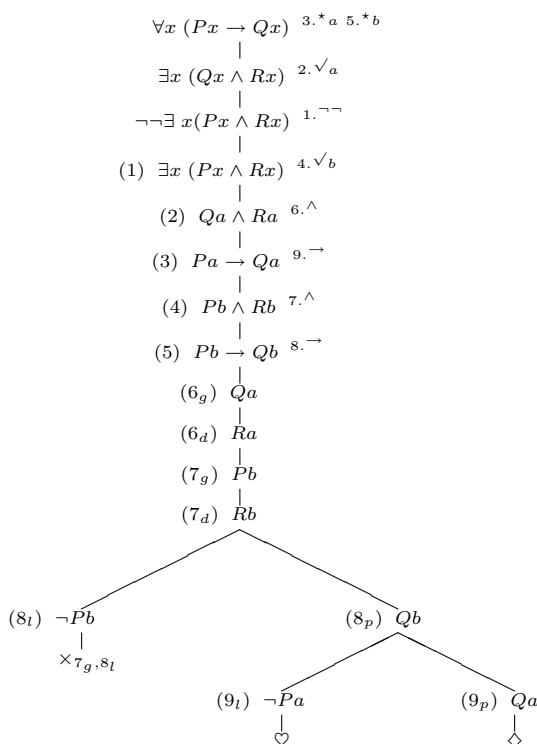 ∀x (Px → Qx) 3.⋆a 5.⋆b
∃x (Qx ∧ Rx) 2.√a
¬¬∃ x(Px ∧ Rx) 1.¬¬
(1) ∃x (Px ∧ Rx) 4.√b
(2) Qa ∧ Ra 6.∧
(3) Pa → Qa 9.→
(4) Pb ∧ Rb 7.∧
(5) Pb → Qb 8.→
(6g) Qa
(6d) Ra
(7g) Pb
(7d) Rb
(8l) ¬Pb (8p) Qb
×7g,8l
(9l) ¬Pa (9p) Qa
♡ ◇